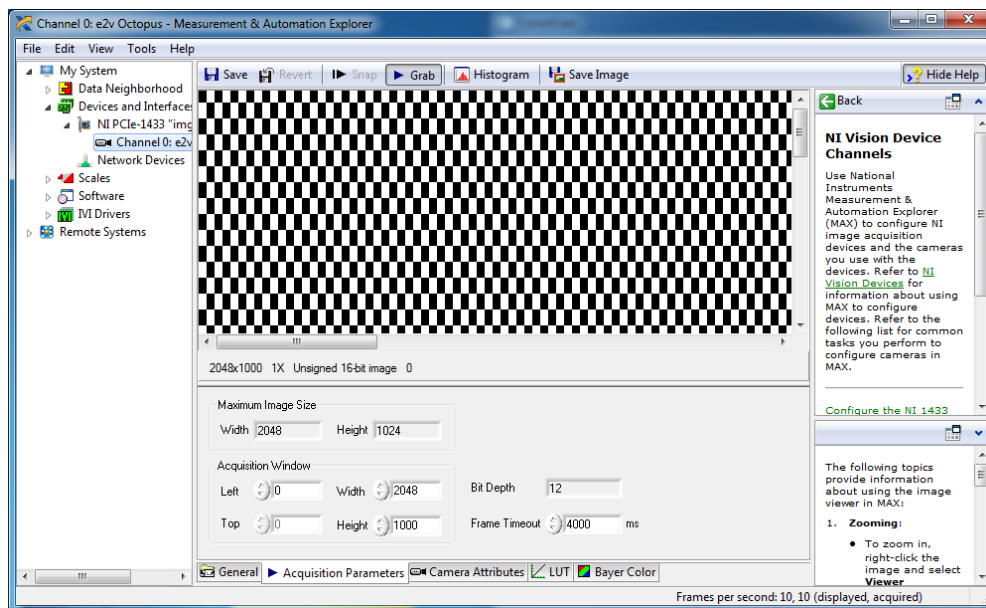 Channel 0: e2v Octopus - Measurement & Automation Explorer
File Edit View Tools Help
My System
Data Neighborhood
Devices and Interfaces
NI PCIe-1433 "img
Channel 0: e2v
Network Devices
Scales
Software
IVI Drivers
Remote Systems
Save Revert Snap Grab Histogram Save Image Hide Help
2048x1000 1X Unsigned 16-bit image 0
Maximum Image Size
Width 2048 Height 1024
Acquisition Window
Left 0 Width 2048 Bit Depth 12
Top 0 Height 1000 Frame Timeout 4000 ms
General Acquisition Parameters Camera Attributes LUT Bayer Color
Back
NI Vision Device
Channels
Use National
Instruments
Measurement &
Automation Explorer
(MAX) to configure NI
image acquisition
devices and the cameras
you use with the
devices. Refer to NI
Vision Devices for
information about using
MAX to configure
devices. Refer to the
following list for common
tasks you perform to
configure cameras in
MAX.
Configure the NI 1433
The following topics
provide information
about using the image
viewer in MAX:
1. Zooming:
• To zoom in,
right-click the
image and select
Viewer
Frames per second: 10, 10 (displayed, acquired)